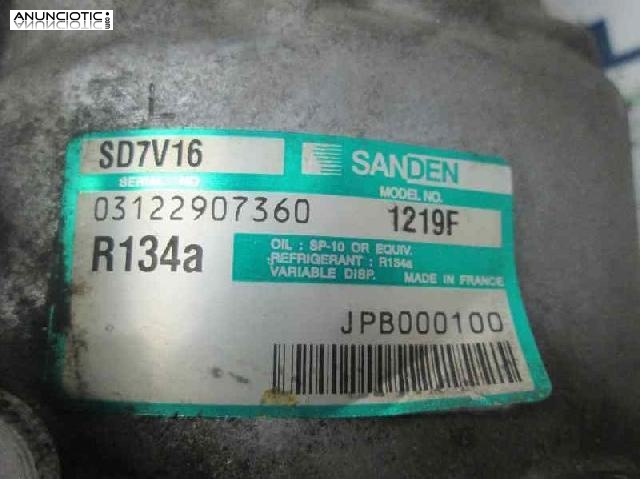 ANUNCIOTIC.com
SD7V16
SANDEN
SERIAL NO
MODEL NO.
03122907360
1219F
R134a
OIL : SP-10 OR EQUIV.
REFRIGERANT : R134a
VARIABLE DISP.
MADE IN FRANCE
JPB000100